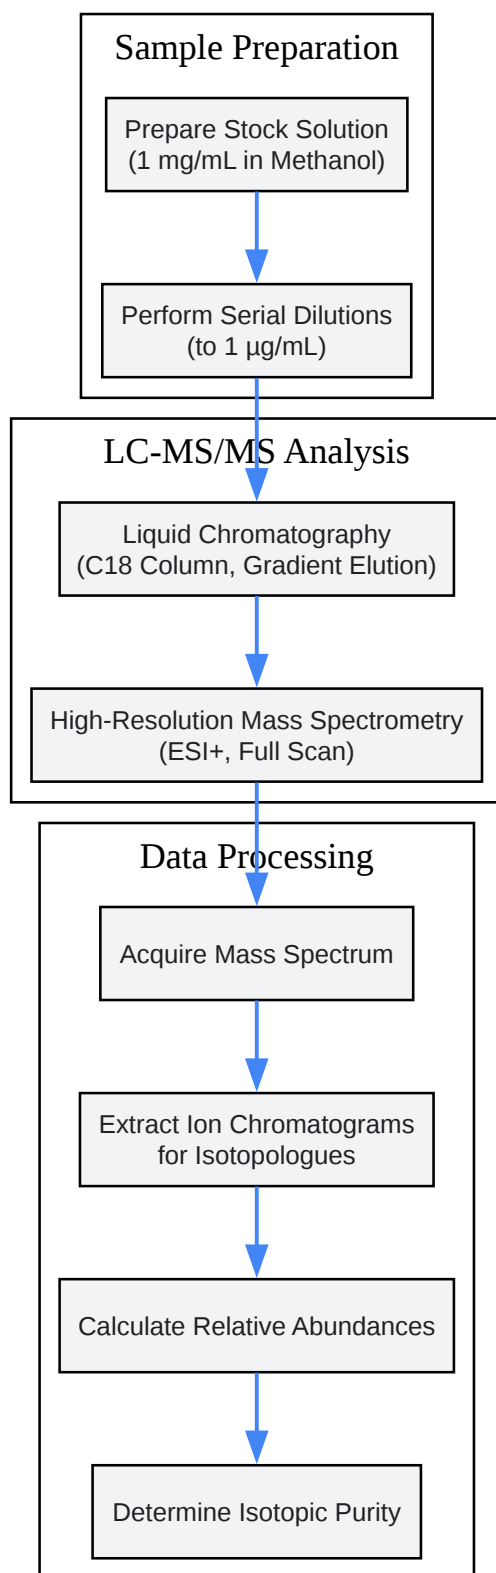 Sample Preparation
Prepare Stock Solution
(1 mg/mL in Methanol)
Perform Serial Dilutions
(to 1 µg/mL)
LC-MS/MS Analysis
Liquid Chromatography
(C18 Column, Gradient Elution)
High-Resolution Mass Spectrometry
(ESI+, Full Scan)
Data Processing
Acquire Mass Spectrum
Extract Ion Chromatograms
for Isotopologues
Calculate Relative Abundances
Determine Isotopic Purity